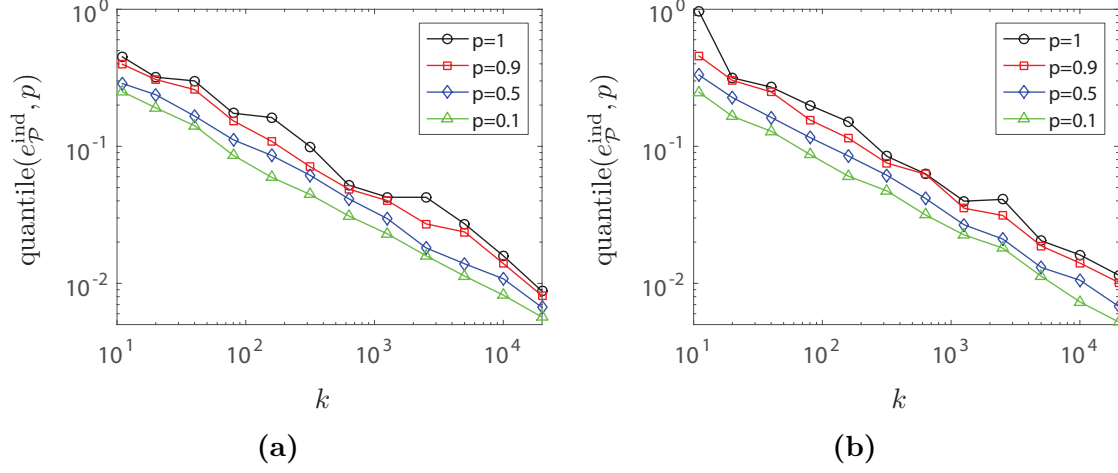 10^0
10^-1
10^-2
quantile(e_𝒫^ind, p)
10^1 10^2 10^3 10^4
k
p=1
p=0.9
p=0.5
p=0.1
(a)
10^0
10^-1
10^-2
quantile(e_𝒫^ind, p)
10^1 10^2 10^3 10^4
k
p=1
p=0.9
p=0.5
p=0.1
(b)